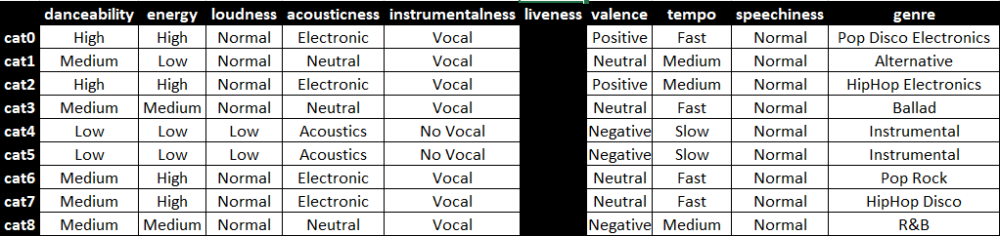 danceability energy loudness acousticness instrumentalness liveness valence tempo speechiness genre
cat0 High High Normal Electronic Vocal Positive Fast Normal Pop Disco Electronics
cat1 Medium Low Normal Neutral Vocal Neutral Medium Normal Alternative
cat2 High High Normal Electronic Vocal Positive Medium Normal HipHop Electronics
cat3 Medium Medium Normal Neutral Vocal Neutral Fast Normal Ballad
cat4 Low Low Low Acoustics No Vocal Negative Slow Normal Instrumental
cat5 Low Low Low Acoustics No Vocal Negative Slow Normal Instrumental
cat6 Medium High Normal Electronic Vocal Neutral Fast Normal Pop Rock
cat7 Medium High Normal Electronic Vocal Neutral Fast Normal HipHop Disco
cat8 Medium Medium Normal Neutral Vocal Negative Medium Normal R&B